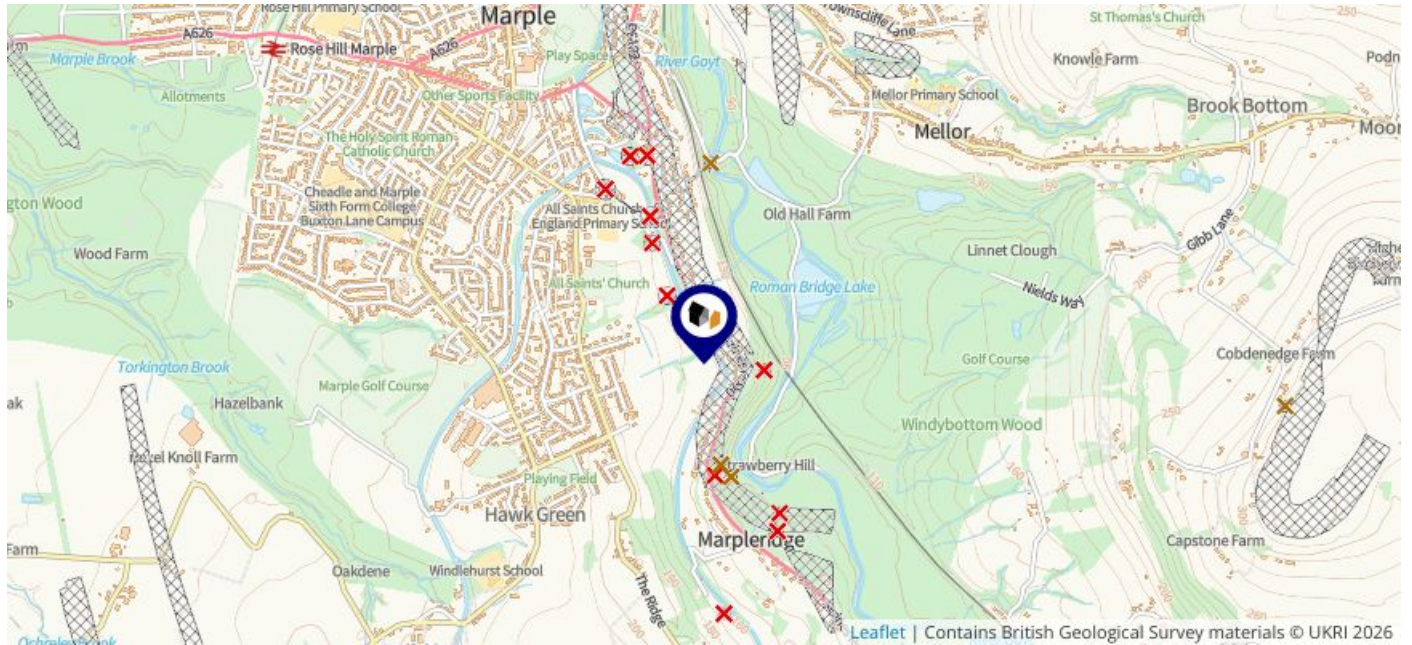 Rose Hill Primary School
Marple
A626
Rose Hill Marple
A626
Marple Brook
Play Space
River Goyt
St Thomas's Church
Knowle Farm
Allotments
Other Sports Facility
Mellor Primary School
Brook Bottom
Mellor
The Holy Spirit Roman
Catholic Church
Cheadle and Marple
Sixth Form College
Buxton Lane Campus
All Saints Church
England Primary
Old Hall Farm
Wood Farm
Linnet Clough
Gibb Lane
All Saints' Church
Roman Bridge Lake
Nields Way
Torkington Brook
Golf Course
Cobdenedge Farm
Marple Golf Course
Hazelbank
Windybottom Wood
Strawberry Hill
Playing Field
Hawk Green
Marpleridge
Capstone Farm
Oakdene
Windlehurst School
The Ridge
Leaflet | Contains British Geological Survey materials © UKRI 2026